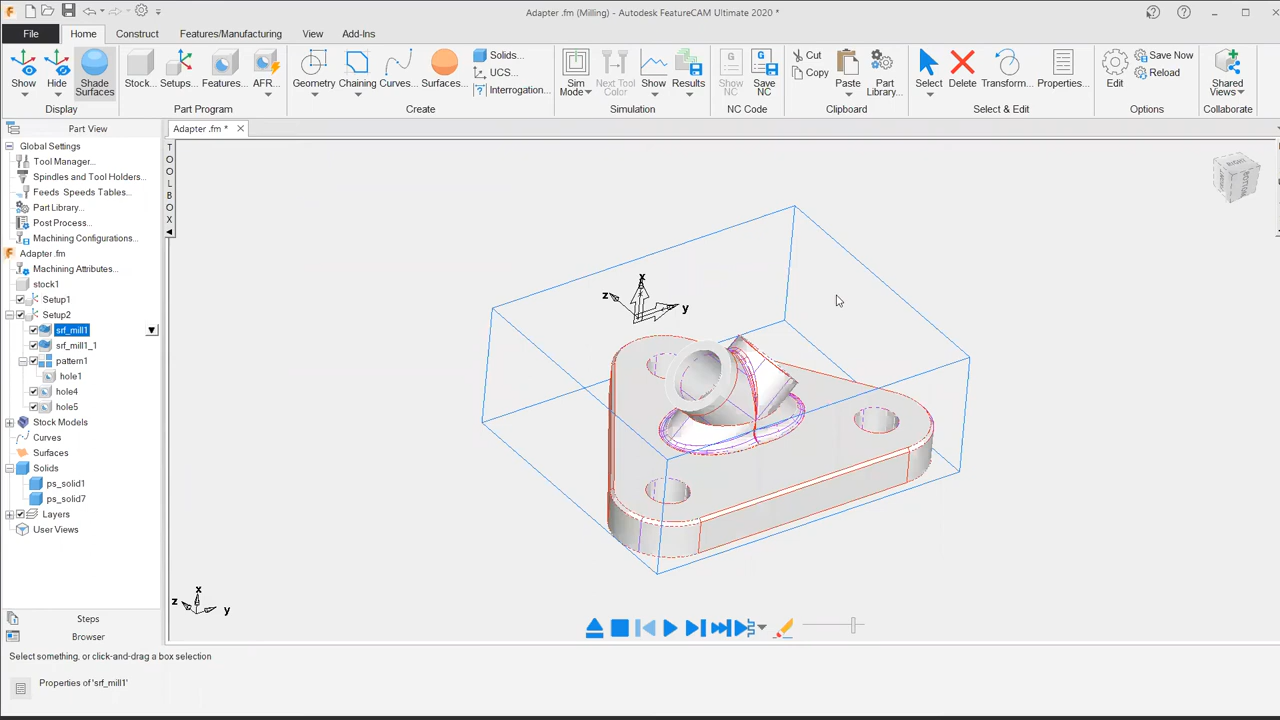 Adapter .fm (Milling) - Autodesk FeatureCAM Ultimate 2020 *
File Home Construct Features/Manufacturing View Add-Ins
Show Hide Shade Surfaces Stock... Setups... Features... AFR... Geometry... Chaining... Curves... Surfaces... Solids... UCS... Interrogation... Sim Mode Next Tool Color Show Results Show NC Save NC Cut Copy Paste Part Library... Select Delete Transform... Properties... Edit Save Now Reload Shared Views
Display Part Program Create Simulation NC Code Clipboard Select & Edit Options Collaborate
Part View
Adapter .fm *
TOOLBOX
Global Settings
Tool Manager...
Spindles and Tool Holders...
Feeds Speeds Tables...
Part Library...
Post Process...
Machining Configurations...
Adapter .fm
Machining Attributes...
stock1
Setup1
Setup2
srf_mill1
srf_mill1_1
pattern1
hole1
hole4
hole5
Stock Models
Curves
Surfaces
Solids
ps_solid1
ps_solid7
Layers
User Views
x
z
y
x
z
y
BOTTOM
Steps
Browser
Select something, or click-and-drag a box selection
Properties of 'srf_mill1'